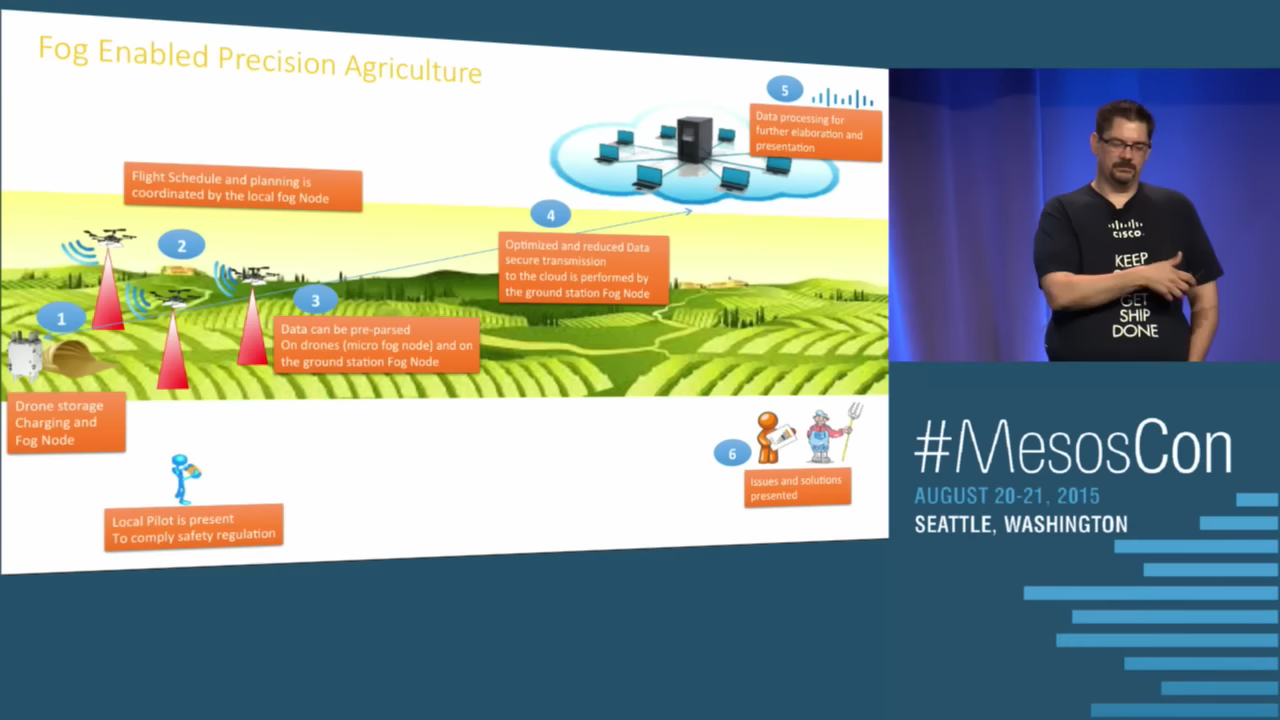 Fog Enabled Precision Agriculture
5
Data processing for
further elaboration and
presentation
Flight Schedule and planning is
coordinated by the local fog Node
4
Optimized and reduced Data
secure transmission
to the cloud is performed by
the ground station Fog Node
2
3
Data can be pre-parsed
On drones (micro fog node) and on
the ground station Fog Node
1
Drone storage
Charging and
Fog Node
Local Pilot is present
To comply safety regulation
6
Issues and solutions
presented
CISCO
KEEP
GET
SHIP
DONE
#MesosCon
AUGUST 20-21, 2015
SEATTLE, WASHINGTON